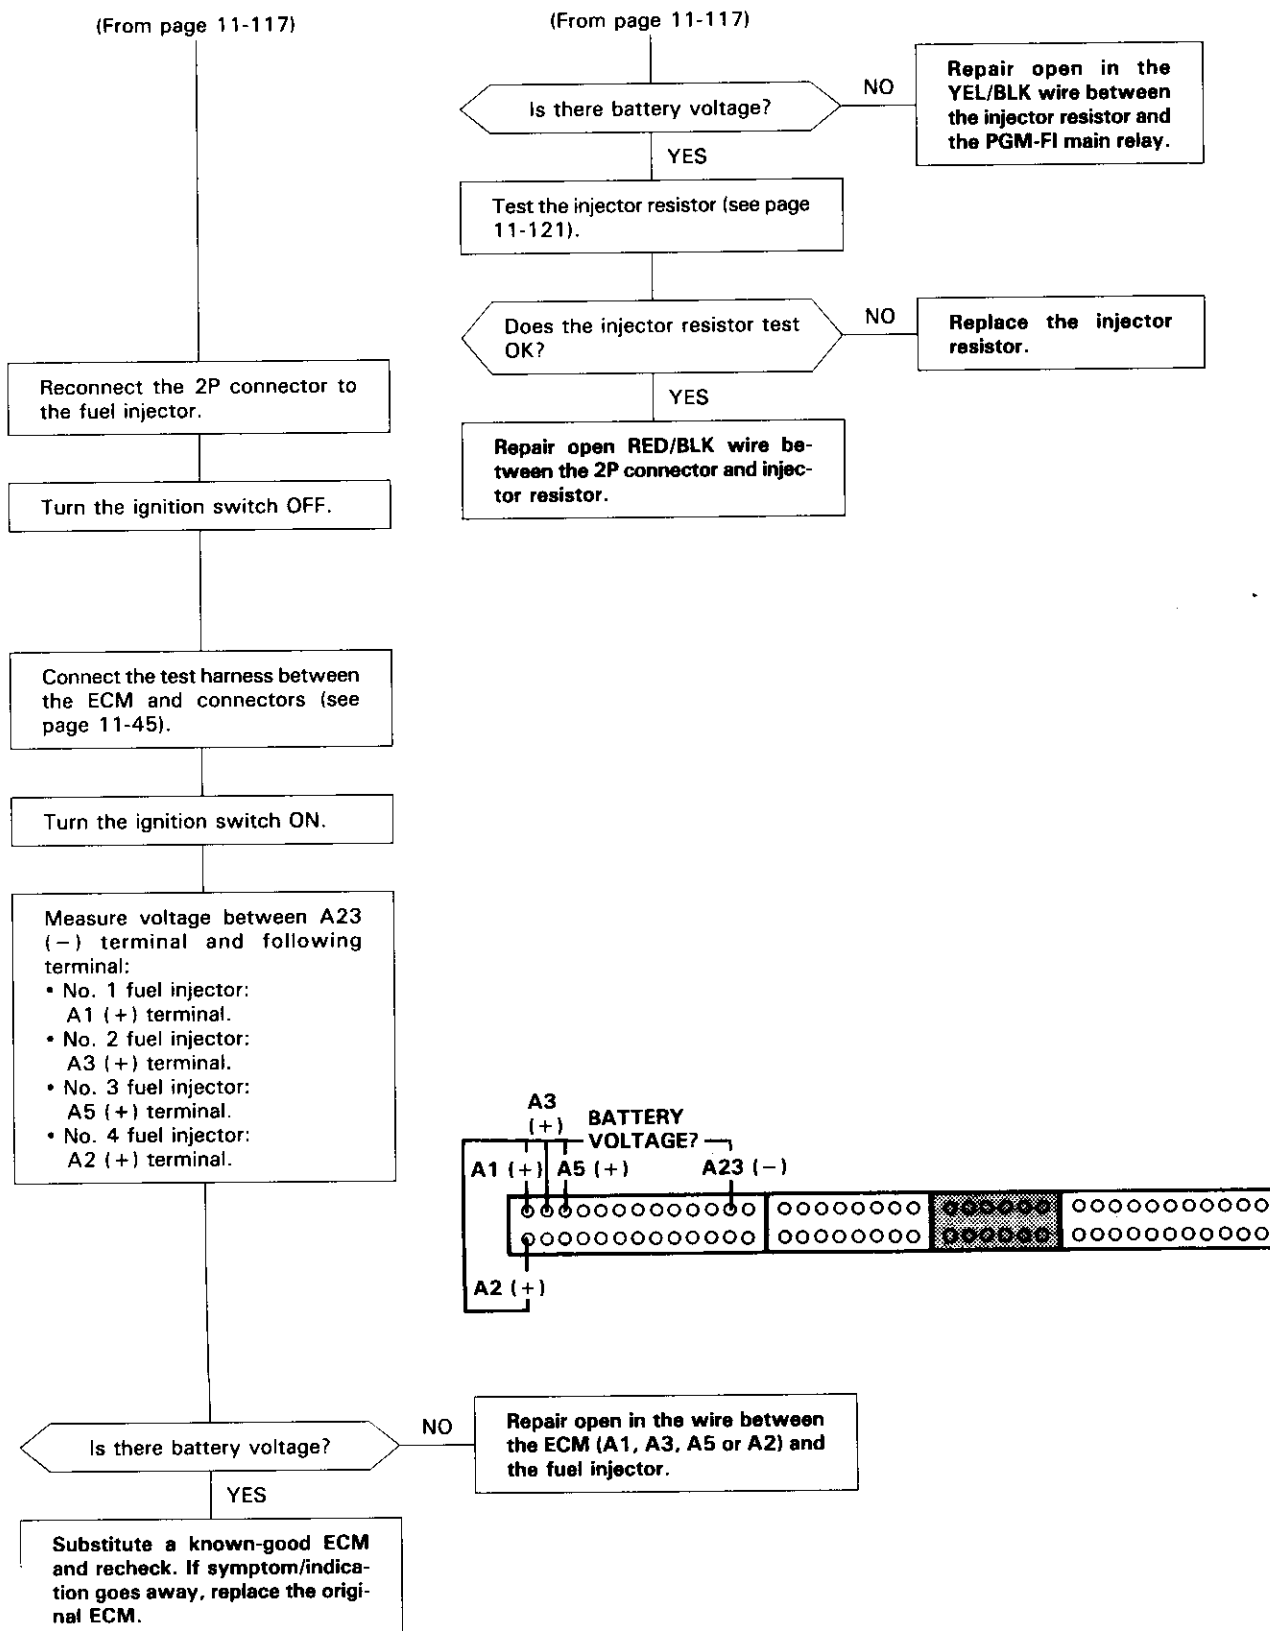 (From page 11-117)
Reconnect the 2P connector to
the fuel injector.
Turn the ignition switch OFF.
Connect the test harness between
the ECM and connectors (see
page 11-45).
Turn the ignition switch ON.
Measure voltage between A23
(–) terminal and following
terminal:
• No. 1 fuel injector:
A1 (+) terminal.
• No. 2 fuel injector:
A3 (+) terminal.
• No. 3 fuel injector:
A5 (+) terminal.
• No. 4 fuel injector:
A2 (+) terminal.
Is there battery voltage?
NO
Repair open in the wire between
the ECM (A1, A3, A5 or A2) and
the fuel injector.
YES
Substitute a known-good ECM
and recheck. If symptom/indica-
tion goes away, replace the origi-
nal ECM.
(From page 11-117)
Is there battery voltage?
NO
Repair open in the
YEL/BLK wire between
the injector resistor and
the PGM-FI main relay.
YES
Test the injector resistor (see page
11-121).
Does the injector resistor test
OK?
NO
Replace the injector
resistor.
YES
Repair open RED/BLK wire be-
tween the 2P connector and injec-
tor resistor.
A3
(+)
BATTERY
VOLTAGE?
A1 (+)
A5 (+)
A23 (–)
A2 (+)